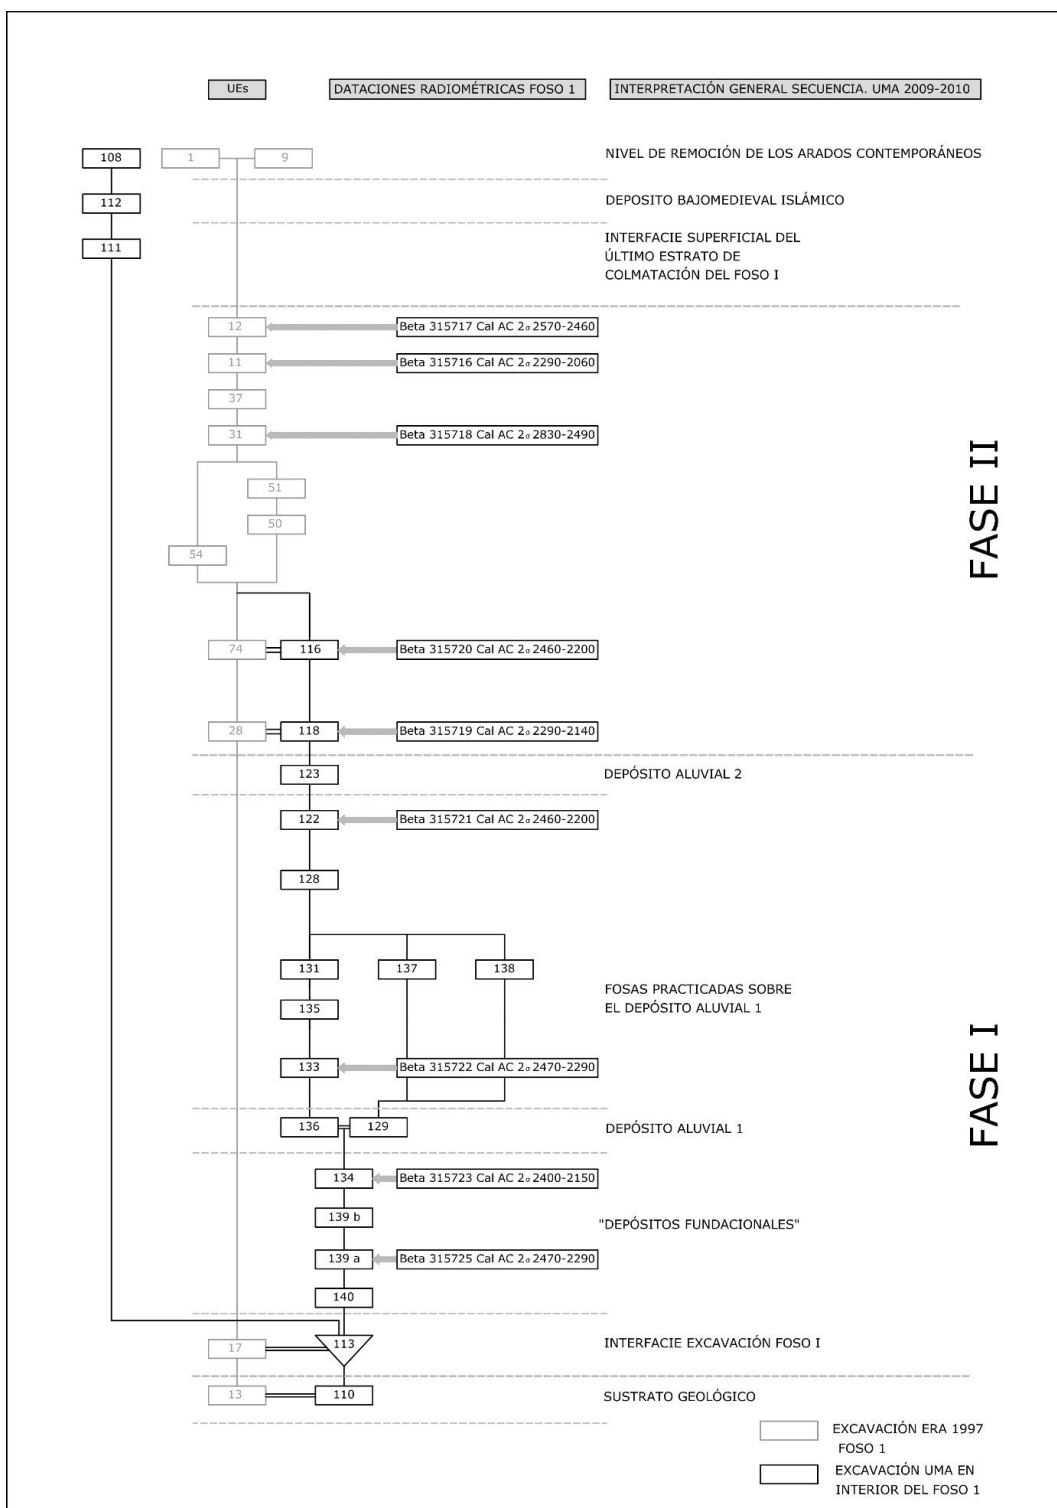 UEs DATACIONES RADIOMÉTRICAS FOSO 1 INTERPRETACIÓN GENERAL SECUENCIA. UMA 2009-2010
108 1 9 NIVEL DE REMOCIÓN DE LOS ARADOS CONTEMPORÁNEOS
112 DEPOSITO BAJOMEDIEVAL ISLÁMICO
111 INTERFACIE SUPERFICIAL DEL
ÚLTIMO ESTRATO DE
COLMATACIÓN DEL FOSO I
12 Beta 315717 Cal AC 2σ 2570-2460
11 Beta 315716 Cal AC 2σ 2290-2060
37
31 Beta 315718 Cal AC 2σ 2830-2490
51
50
54
FASE II
74 116 Beta 315720 Cal AC 2σ 2460-2200
28 118 Beta 315719 Cal AC 2σ 2290-2140
123 DEPÓSITO ALUVIAL 2
122 Beta 315721 Cal AC 2σ 2460-2200
128
131 137 138
FOSAS PRACTICADAS SOBRE
EL DEPÓSITO ALUVIAL 1
135
133 Beta 315722 Cal AC 2σ 2470-2290
FASE I
136 129 DEPÓSITO ALUVIAL 1
134 Beta 315723 Cal AC 2σ 2400-2150
139 b "DEPÓSITOS FUNDACIONALES"
139 a Beta 315725 Cal AC 2σ 2470-2290
140
17 113 INTERFACIE EXCAVACIÓN FOSO I
13 110 SUSTRATO GEOLÓGICO
EXCAVACIÓN ERA 1997
FOSO 1
EXCAVACIÓN UMA EN
INTERIOR DEL FOSO 1